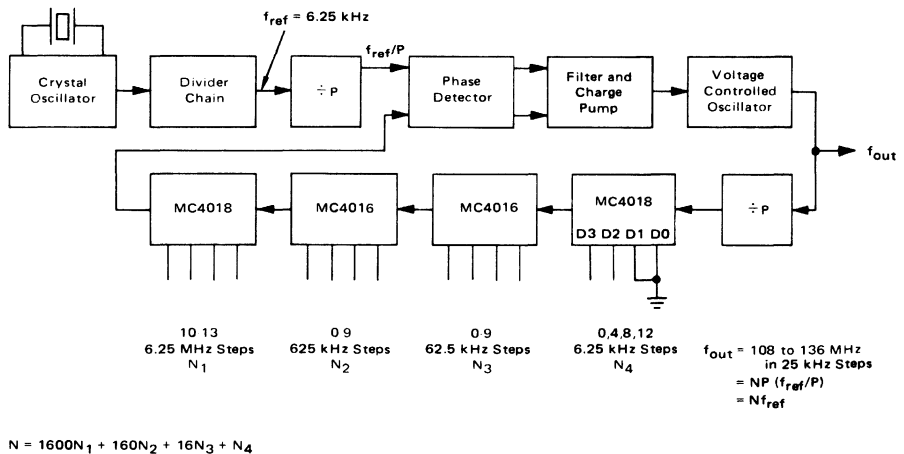 f_ref = 6.25 kHz
Crystal Oscillator
Divider Chain
÷P
f_ref/P
Phase Detector
Filter and Charge Pump
Voltage Controlled Oscillator
f_out
MC4018
MC4016
MC4016
MC4018
D3 D2 D1 D0
÷P
10-13
6.25 MHz Steps
N1
0-9
625 kHz Steps
N2
0-9
62.5 kHz Steps
N3
0,4,8,12
6.25 kHz Steps
N4
f_out = 108 to 136 MHz
in 25 kHz Steps
= NP (f_ref/P)
= Nf_ref
N = 1600N1 + 160N2 + 16N3 + N4